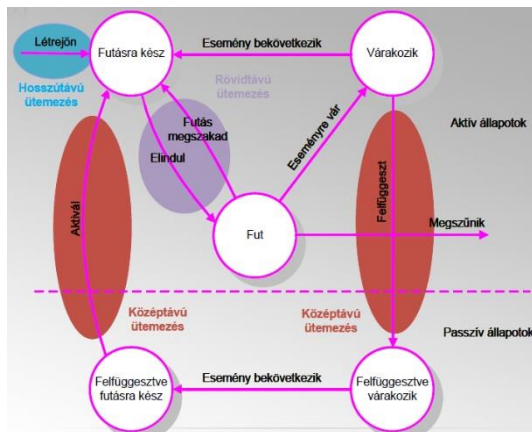 Létrejön
Futásra kész
Esemény bekövetkezik
Várakozik
Hosszútávú
ütemezés
Rövidtávú
ütemezés
Futás
megszakad
Elindul
Eseményre vár
Aktív állapotok
Felfüggeszt
Aktivál
Fut
Megszűnik
Középtávú
ütemezés
Középtávú
ütemezés
Passzív állapotok
Felfüggesztve
futásra kész
Esemény bekövetkezik
Felfüggesztve
várakozik